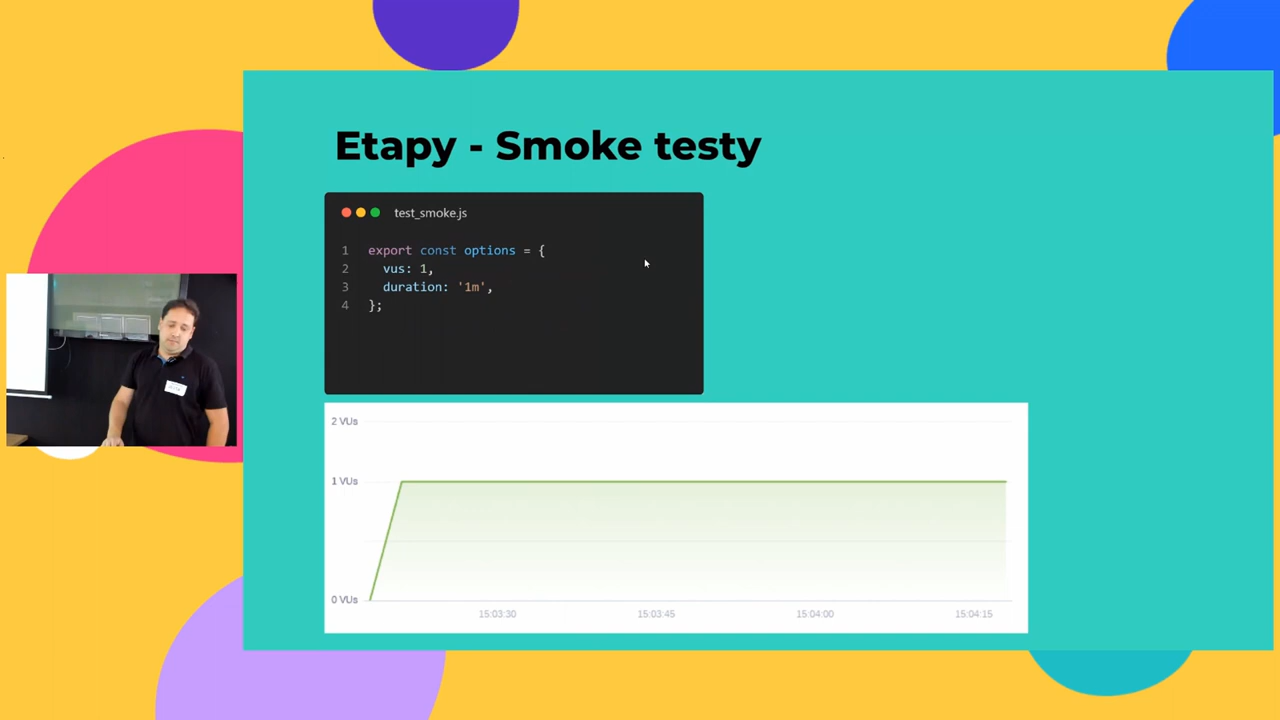 Etapy - Smoke testy
test_smoke.js
1 export const options = {
2 vus: 1,
3 duration: '1m',
4 };
2 VUs
1 VUs
0 VUs
15:03:30 15:03:45 15:04:00 15:04:15